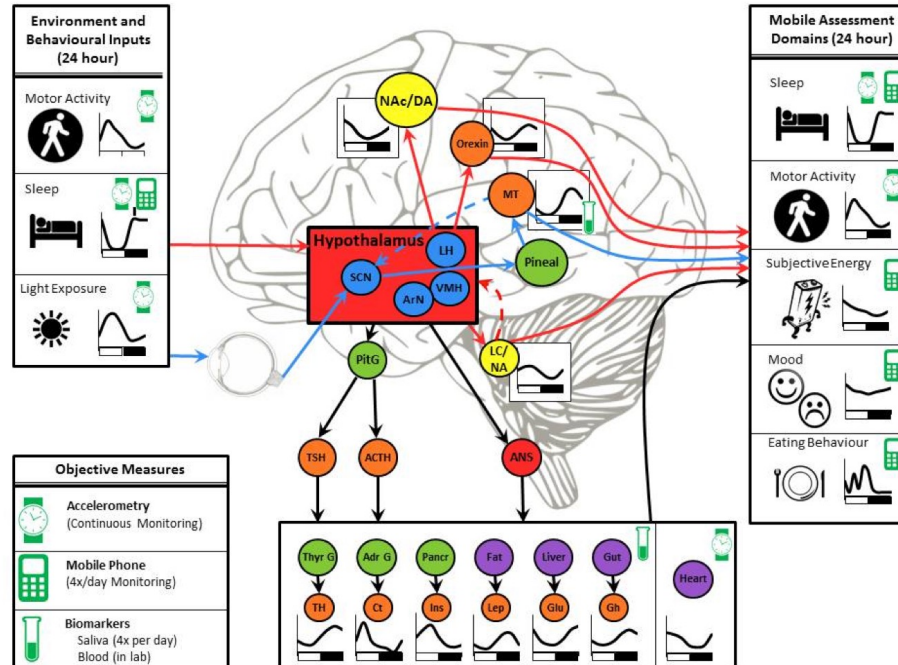 Environment and
Behavioural Inputs
(24 hour)
Motor Activity
Sleep
Light Exposure
NAc/DA
Orexin
MT
Hypothalamus
LH
SCN
VMH
ArN
Pineal
LC/
NA
PitG
TSH
ACTH
ANS
Thyr G
Adr G
Pancr
Fat
Liver
Gut
Heart
TH
Ct
Ins
Lep
Glu
Gh
Mobile Assessment
Domains (24 hour)
Sleep
Motor Activity
Subjective Energy
Mood
Eating Behaviour
Objective Measures
Accelerometry
(Continuous Monitoring)
Mobile Phone
(4x/day Monitoring)
Biomarkers
Saliva (4x per day)
Blood (in lab)